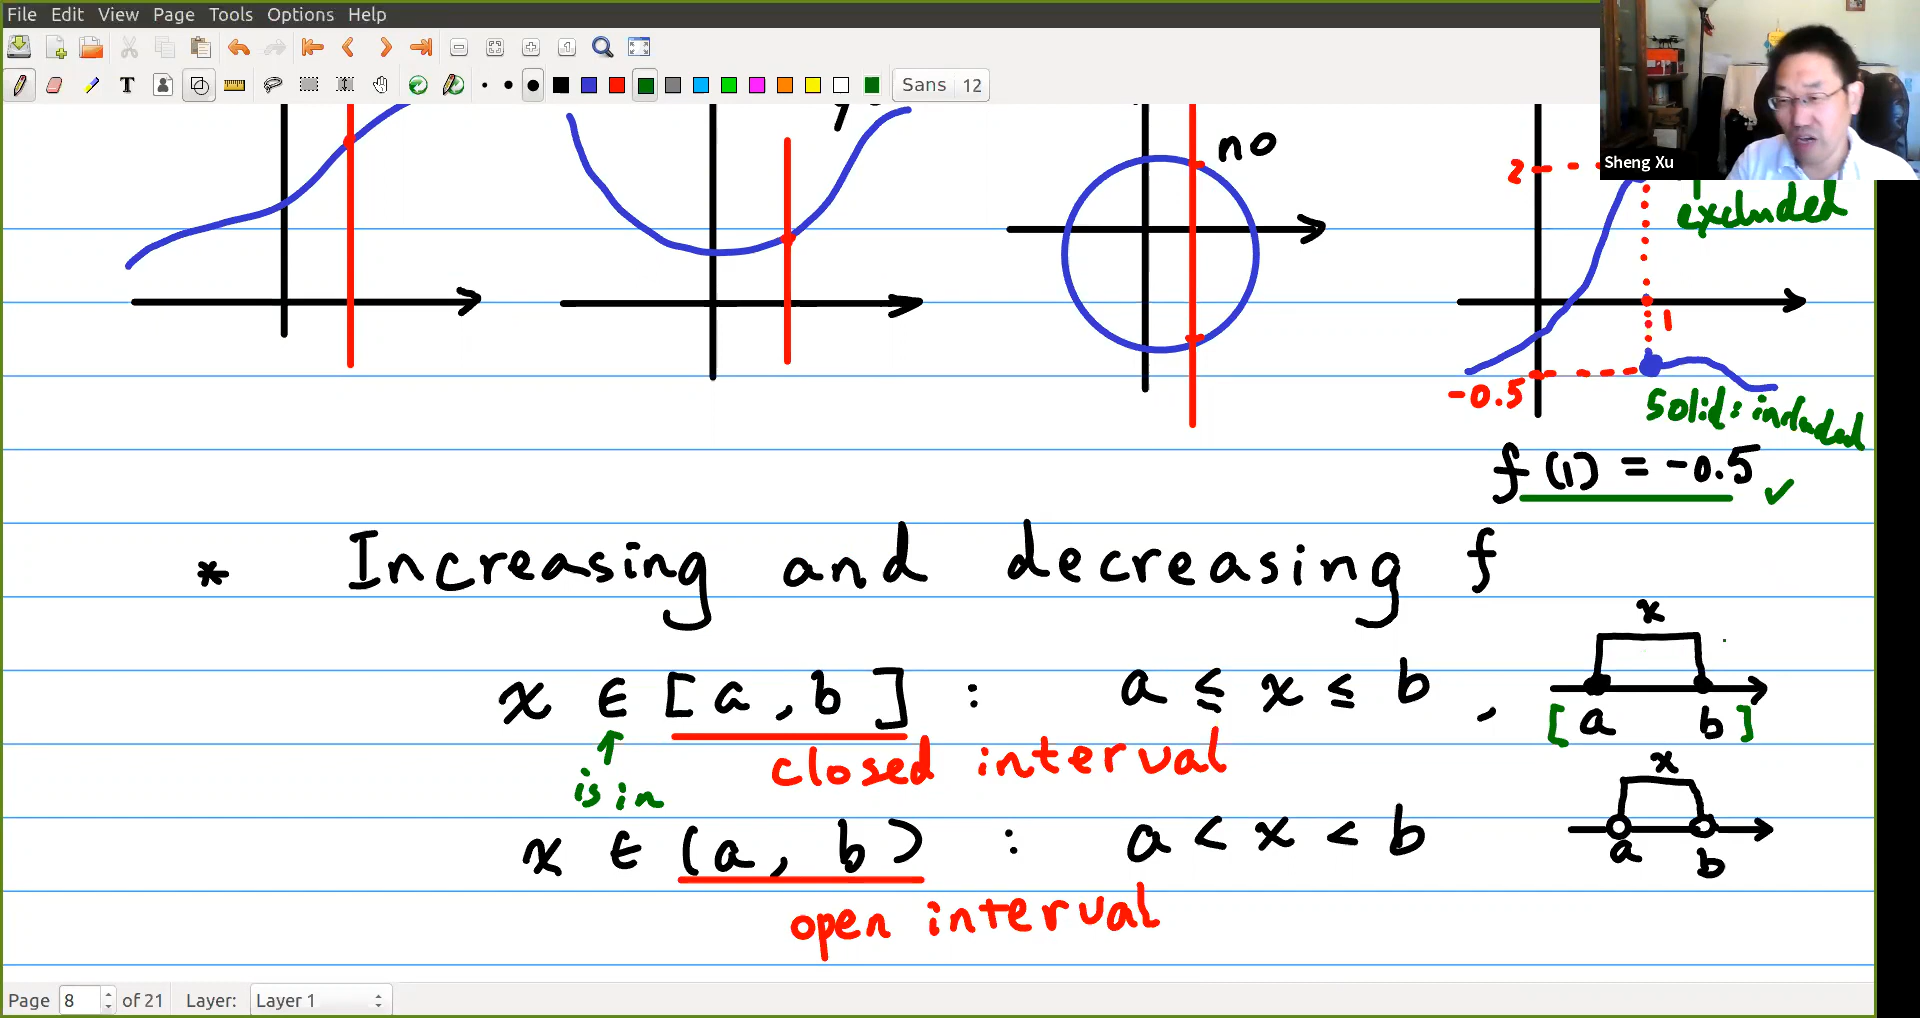 File Edit View Page Tools Options Help
Sans 12
Sheng Xu
no
2
excluded
1
-0.5
solid: included
f(1) = -0.5 ✓
* Increasing and decreasing f
x
x ∈ [a, b] : a ≤ x ≤ b ,
[ a b ]
closed interval
↑
is in
x
x ∈ (a, b) : a < x < b
a b
open interval
Page 8 of 21 Layer: Layer 1